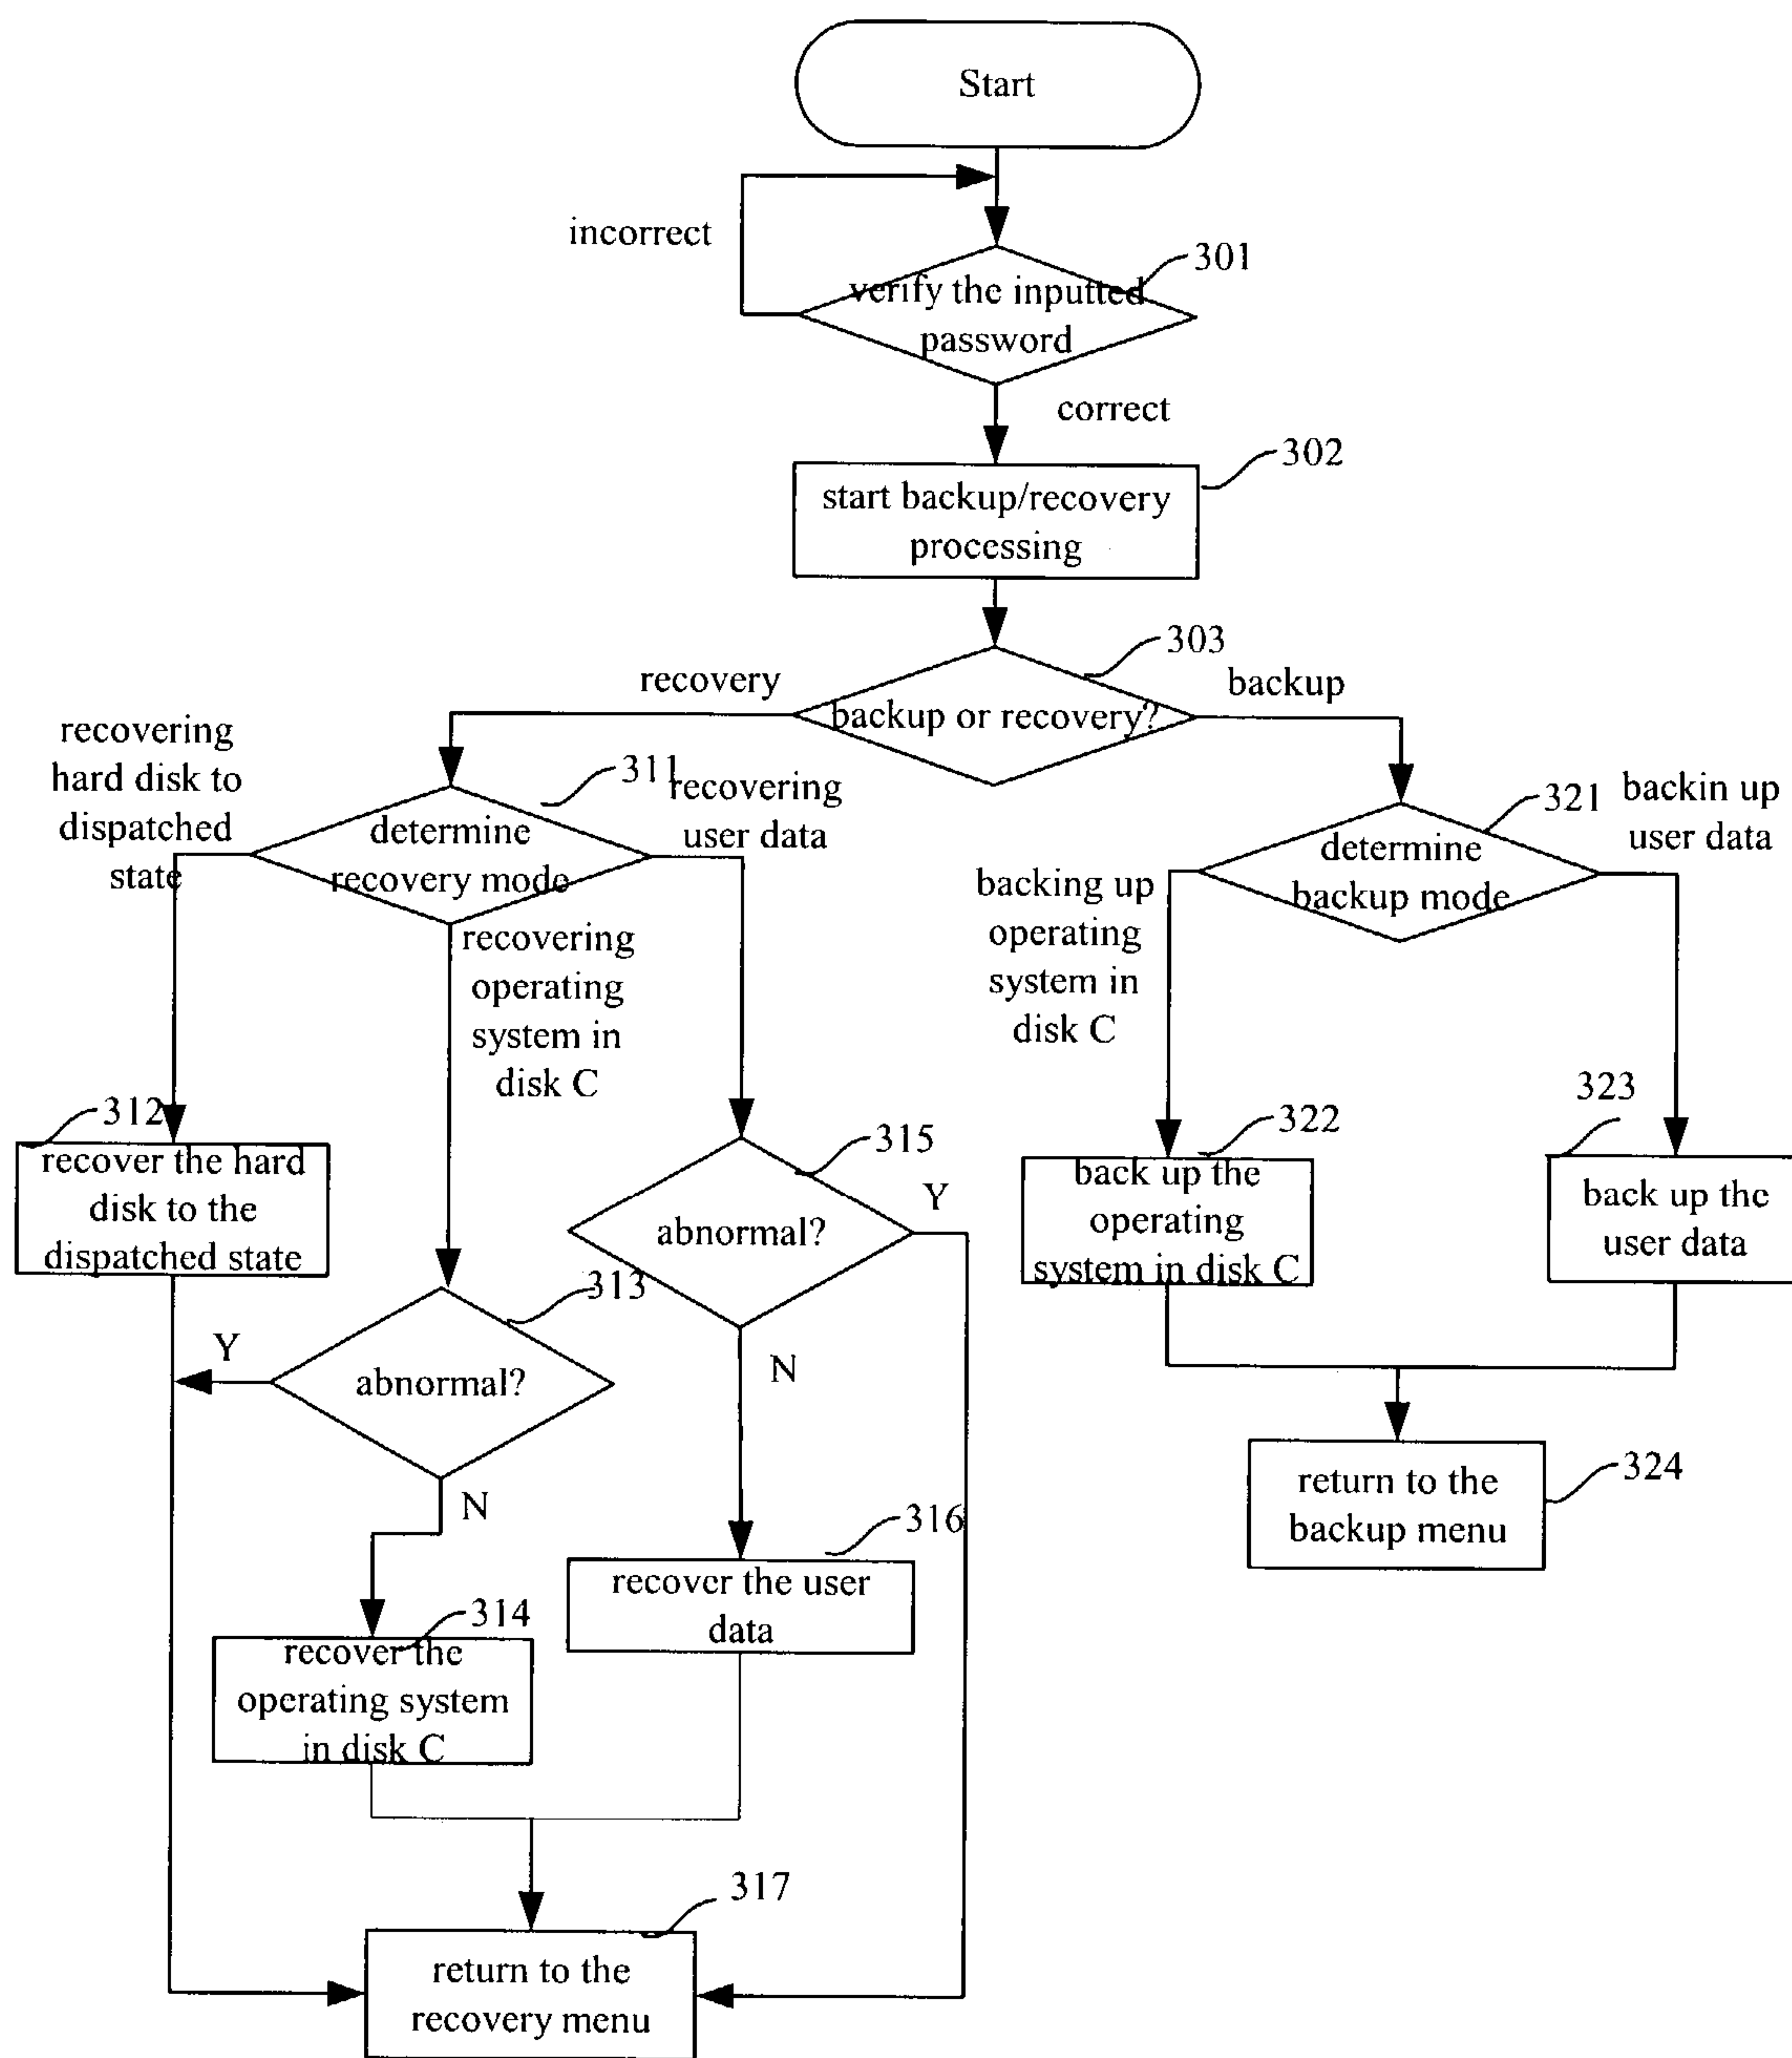 Start
incorrect
301
verify the inputted
password
correct
302
start backup/recovery
processing
303
recovery
backup
backup or recovery?
recovering
hard disk to
dispatched
state
311
recovering
user data
determine
recovery mode
321
backin up
user data
determine
backup mode
recovering
operating
system in
disk C
backing up
operating
system in
disk C
312
recover the hard
disk to the
dispatched state
315
Y
abnormal?
N
322
back up the
operating
system in disk C
323
back up the
user data
313
Y
abnormal?
N
324
return to the
backup menu
316
recover the user
data
314
recover the
operating system
in disk C
317
return to the
recovery menu